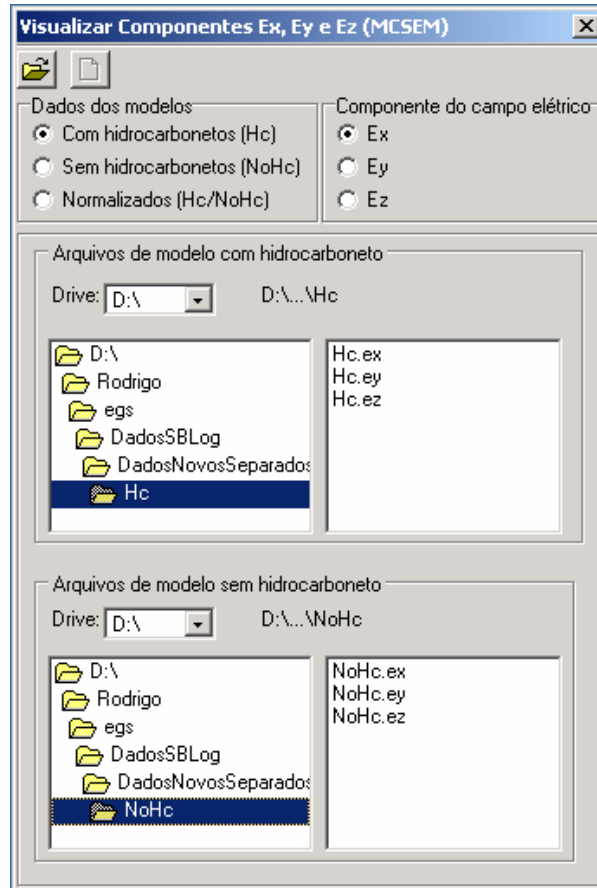 Visualizar Componentes Ex, Ey e Ez (MCSEM)
Dados dos modelos
Com hidrocarbonetos (Hc)
Sem hidrocarbonetos (NoHc)
Normalizados (Hc/NoHc)
Componente do campo elétrico
Ex
Ey
Ez
Arquivos de modelo com hidrocarboneto
Drive: D:\ D:\...\Hc
D:\
Rodrigo
egs
DadosSBLog
DadosNovosSeparados
Hc
Hc.ex
Hc.ey
Hc.ez
Arquivos de modelo sem hidrocarboneto
Drive: D:\ D:\...\NoHc
D:\
Rodrigo
egs
DadosSBLog
DadosNovosSeparados
NoHc
NoHc.ex
NoHc.ey
NoHc.ez